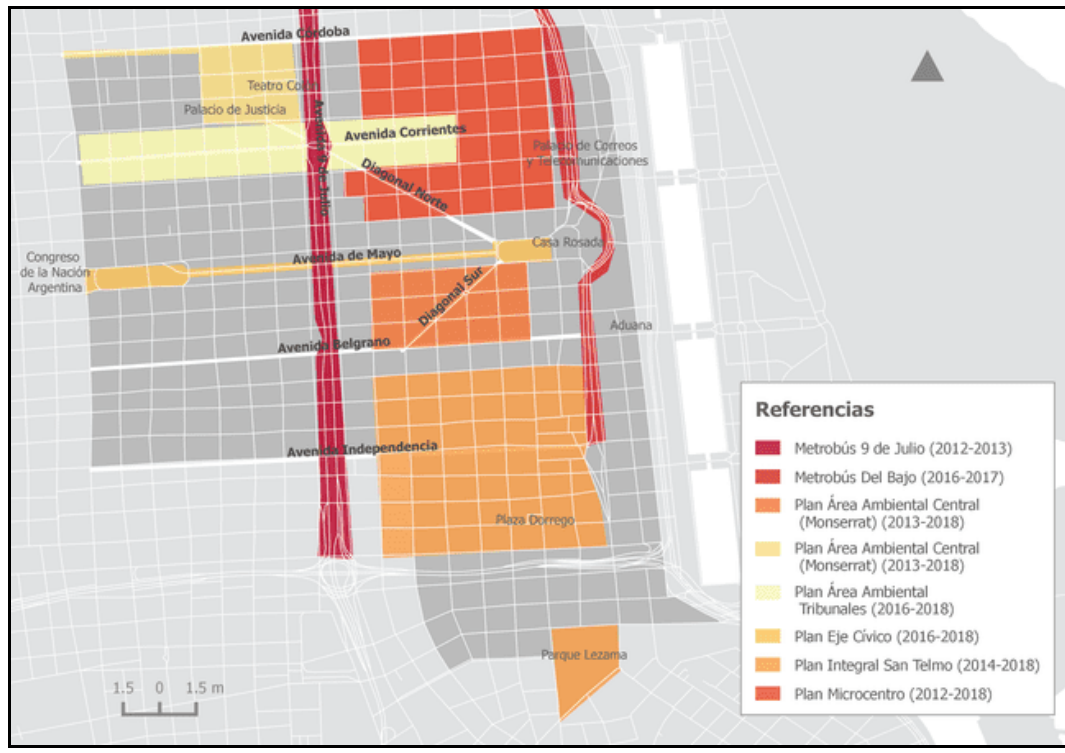 Avenida Córdoba
Teatro Colón
Palacio de Justicia
Avenida Corrientes
Avenida 9 de Julio
Palacio de Correos
y Telecomunicaciones
Diagonal Norte
Casa Rosada
Avenida de Mayo
Congreso
de la Nación
Argentina
Diagonal Sur
Aduana
Avenida Belgrano
Avenida Independencia
Plaza Dorrego
Parque Lezama
1.5 0 1.5 m
Referencias
Metrobús 9 de Julio (2012-2013)
Metrobús Del Bajo (2016-2017)
Plan Área Ambiental Central
(Monserrat) (2013-2018)
Plan Área Ambiental Central
(Monserrat) (2013-2018)
Plan Área Ambiental
Tribunales (2016-2018)
Plan Eje Cívico (2016-2018)
Plan Integral San Telmo (2014-2018)
Plan Microcentro (2012-2018)